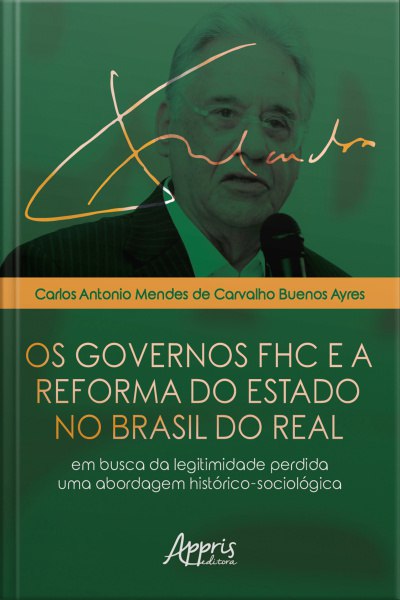 Carlos Antonio Mendes de Carvalho Buenos Ayres
OS GOVERNOS FHC E A
REFORMA DO ESTADO
NO BRASIL DO REAL
em busca da legitimidade perdida
uma abordagem histórico-sociológica
Appris
editora